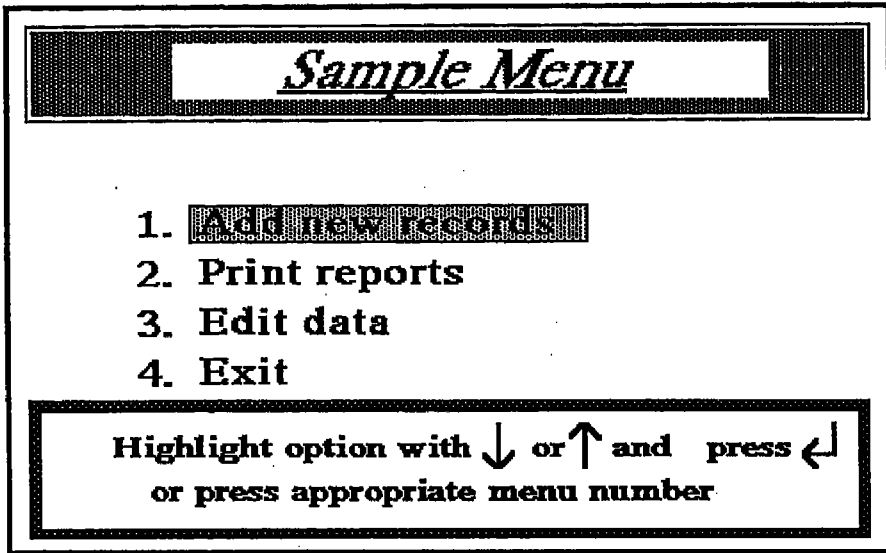 Sample Menu
1. Add new records
2. Print reports
3. Edit data
4. Exit
Highlight option with ↓ or ↑ and press ↵
or press appropriate menu number